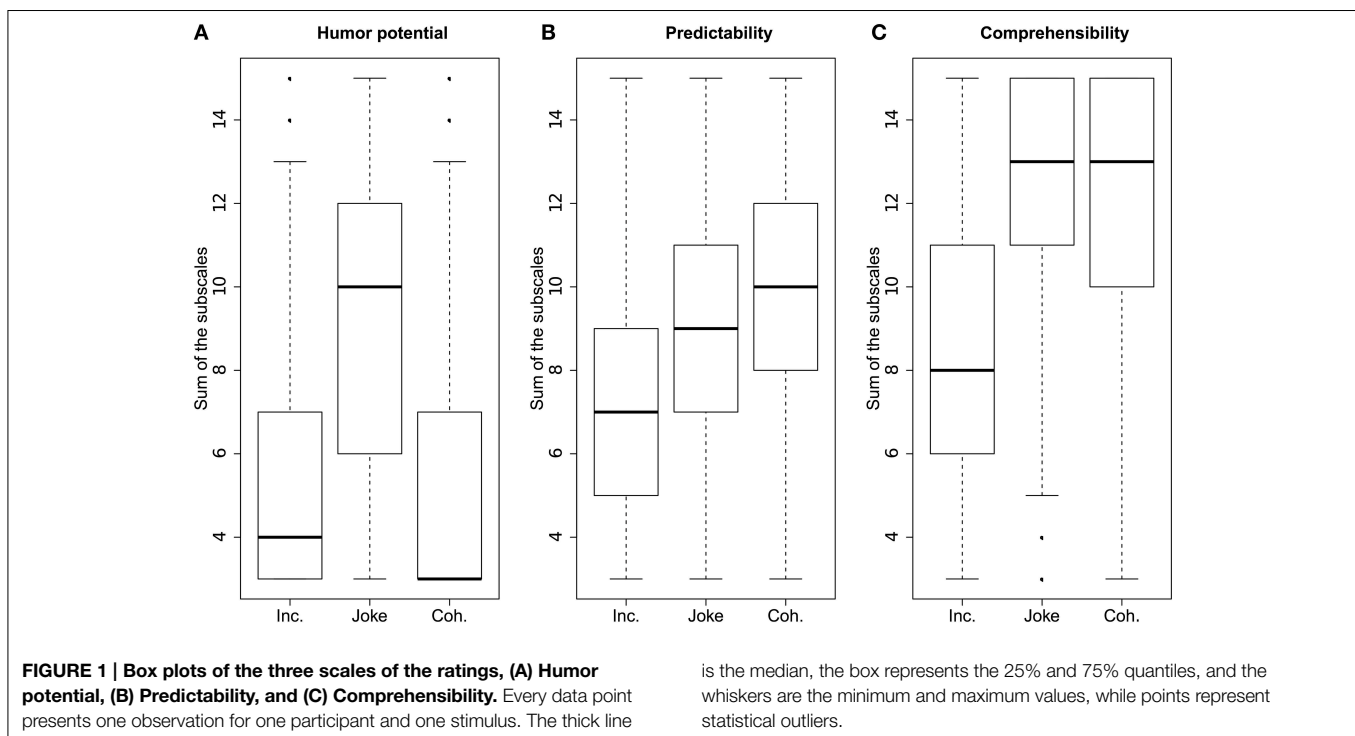 A Humor potential
Sum of the subscales
14
12
10
8
6
4
Inc. Joke Coh.
B Predictability
Sum of the subscales
14
12
10
8
6
4
Inc. Joke Coh.
C Comprehensibility
Sum of the subscales
14
12
10
8
6
4
Inc. Joke Coh.
FIGURE 1 | Box plots of the three scales of the ratings, (A) Humor
potential, (B) Predictability, and (C) Comprehensibility. Every data point
presents one observation for one participant and one stimulus. The thick line
is the median, the box represents the 25% and 75% quantiles, and the
whiskers are the minimum and maximum values, while points represent
statistical outliers.